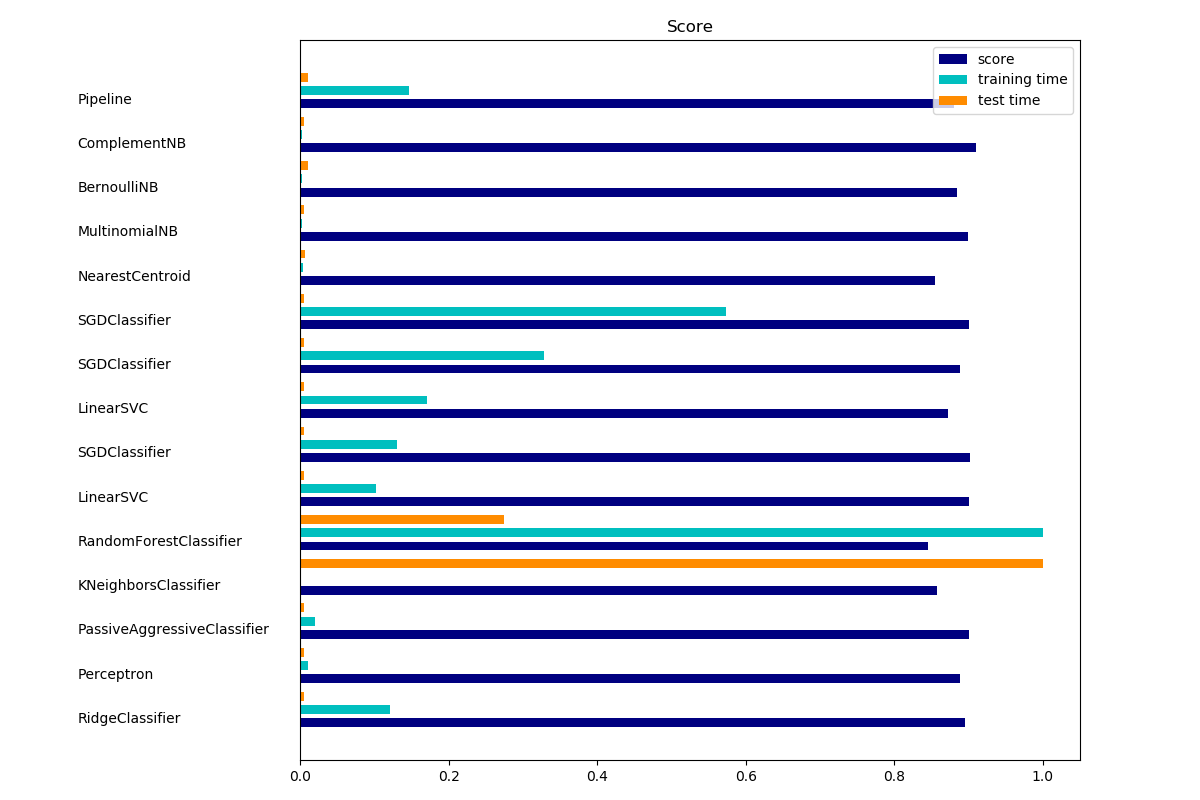 Score
score
training time
test time
Pipeline
ComplementNB
BernoulliNB
MultinomialNB
NearestCentroid
SGDClassifier
SGDClassifier
LinearSVC
SGDClassifier
LinearSVC
RandomForestClassifier
KNeighborsClassifier
PassiveAggressiveClassifier
Perceptron
RidgeClassifier
0.0 0.2 0.4 0.6 0.8 1.0